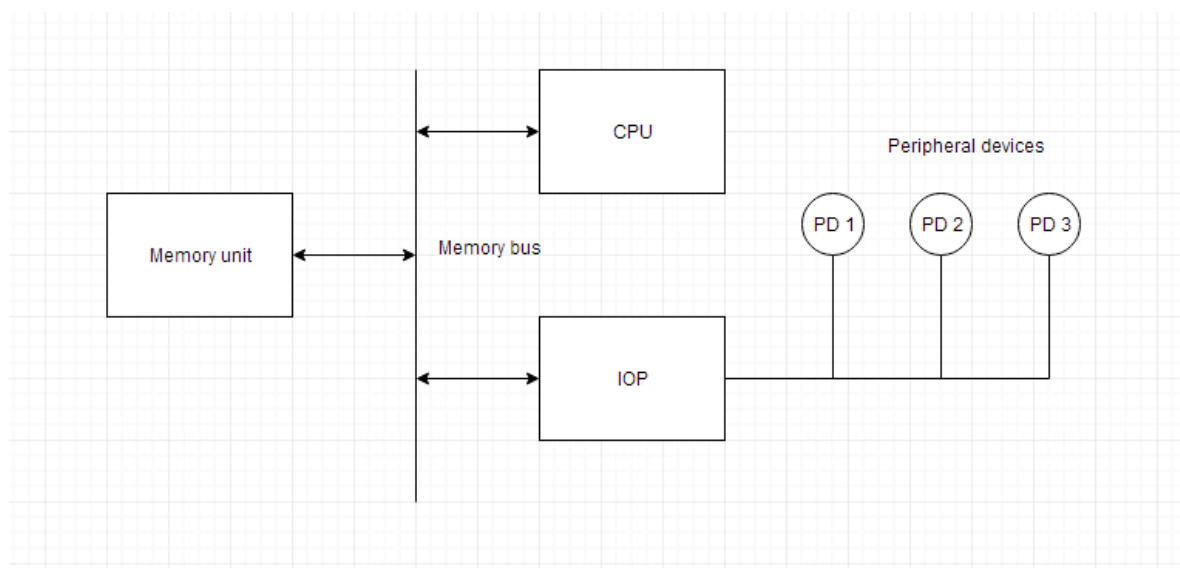 CPU
Peripheral devices
PD 1
PD 2
PD 3
Memory unit
Memory bus
IOP